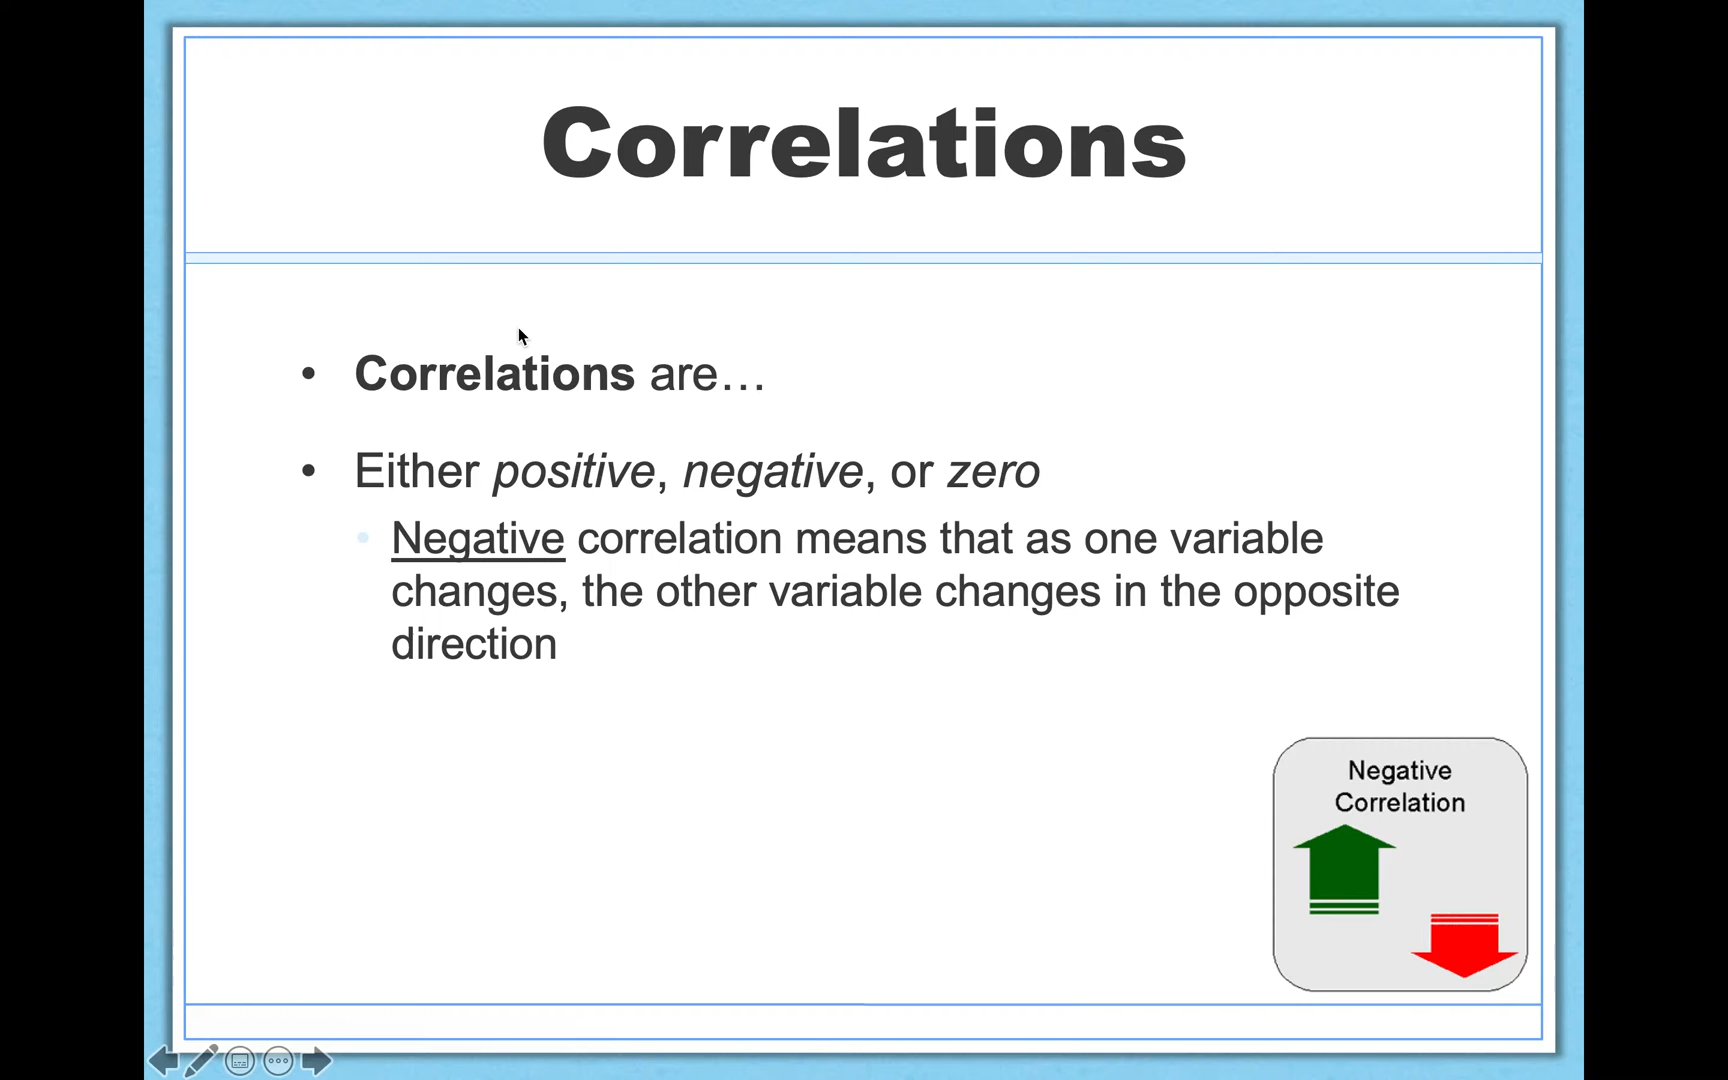 Correlations
• Correlations are…
• Either positive, negative, or zero
• Negative correlation means that as one variable
changes, the other variable changes in the opposite
direction
Negative
Correlation